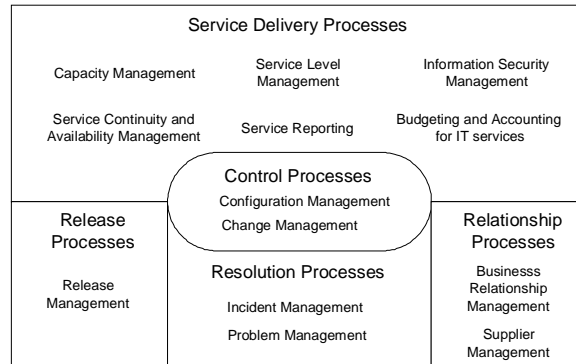 Service Delivery Processes
Capacity Management
Service Level
Management
Information Security
Management
Service Continuity and
Availability Management
Service Reporting
Budgeting and Accounting
for IT services
Control Processes
Configuration Management
Change Management
Release
Processes
Release
Management
Resolution Processes
Incident Management
Problem Management
Relationship
Processes
Businesss
Relationship
Management
Supplier
Management